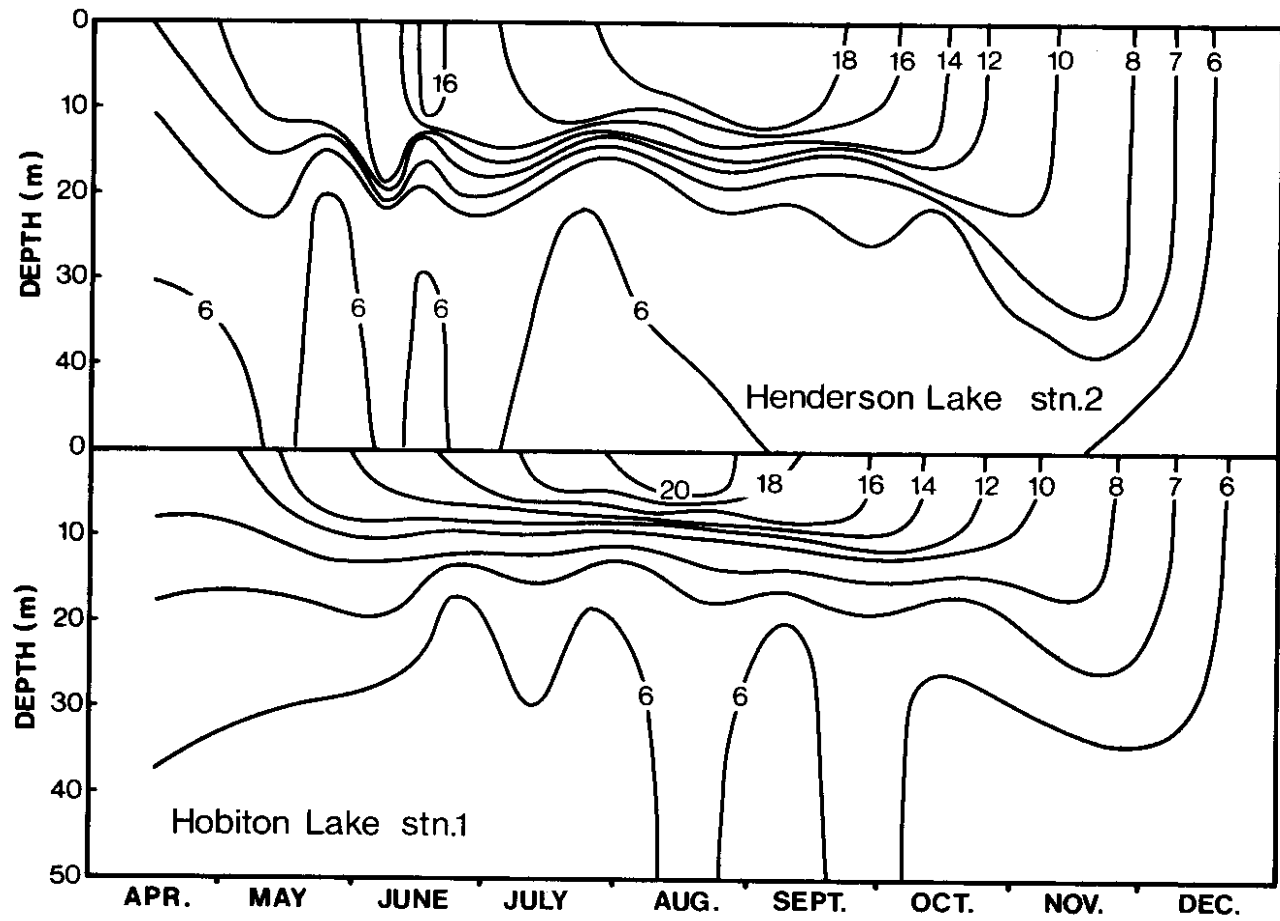 0
10
20
30
40
0
DEPTH (m)
16
18 16 14 12 10 8 7 6
6 6 6 6
Henderson Lake stn.2
10
20
30
40
50
DEPTH (m)
20 18 16 14 12 10 8 7 6
6 6
Hobiton Lake stn.1
APR. MAY JUNE JULY AUG. SEPT. OCT. NOV. DEC.